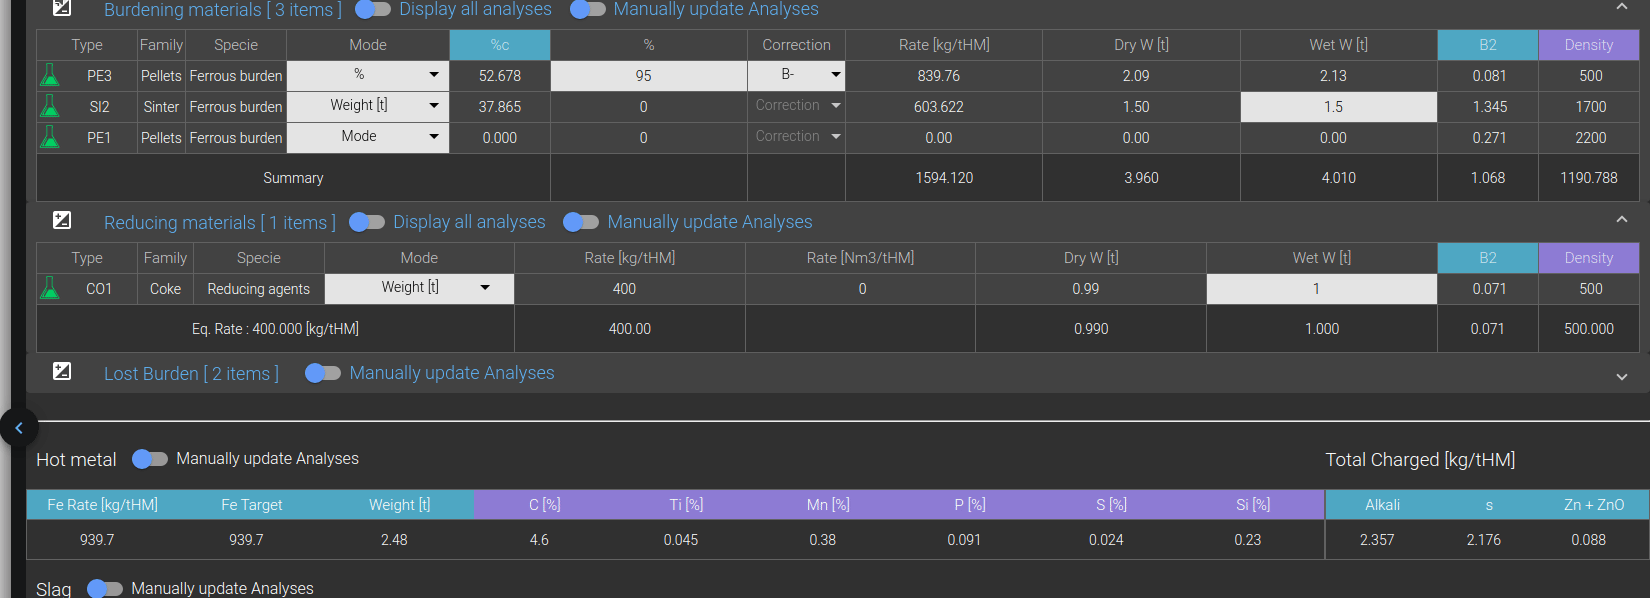 Burdening materials [ 3 items ] Display all analyses Manually update Analyses
Type Family Specie Mode %c % Correction Rate [kg/tHM] Dry W [t] Wet W [t] B2 Density
PE3 Pellets Ferrous burden % 52.678 95 B- 839.76 2.09 2.13 0.081 500
SI2 Sinter Ferrous burden Weight [t] 37.865 0 Correction 603.622 1.50 1.5 1.345 1700
PE1 Pellets Ferrous burden Mode 0.000 0 Correction 0.00 0.00 0.00 0.271 2200
Summary 1594.120 3.960 4.010 1.068 1190.788
Reducing materials [ 1 items ] Display all analyses Manually update Analyses
Type Family Specie Mode Rate [kg/tHM] Rate [Nm3/tHM] Dry W [t] Wet W [t] B2 Density
CO1 Coke Reducing agents Weight [t] 400 0 0.99 1 0.071 500
Eq. Rate : 400.000 [kg/tHM] 400.00 0.990 1.000 0.071 500.000
Lost Burden [ 2 items ] Manually update Analyses
Hot metal Manually update Analyses Total Charged [kg/tHM]
Fe Rate [kg/tHM] Fe Target Weight [t] C [%] Ti [%] Mn [%] P [%] S [%] Si [%] Alkali s Zn + ZnO
939.7 939.7 2.48 4.6 0.045 0.38 0.091 0.024 0.23 2.357 2.176 0.088
Slag Manually update Analyses